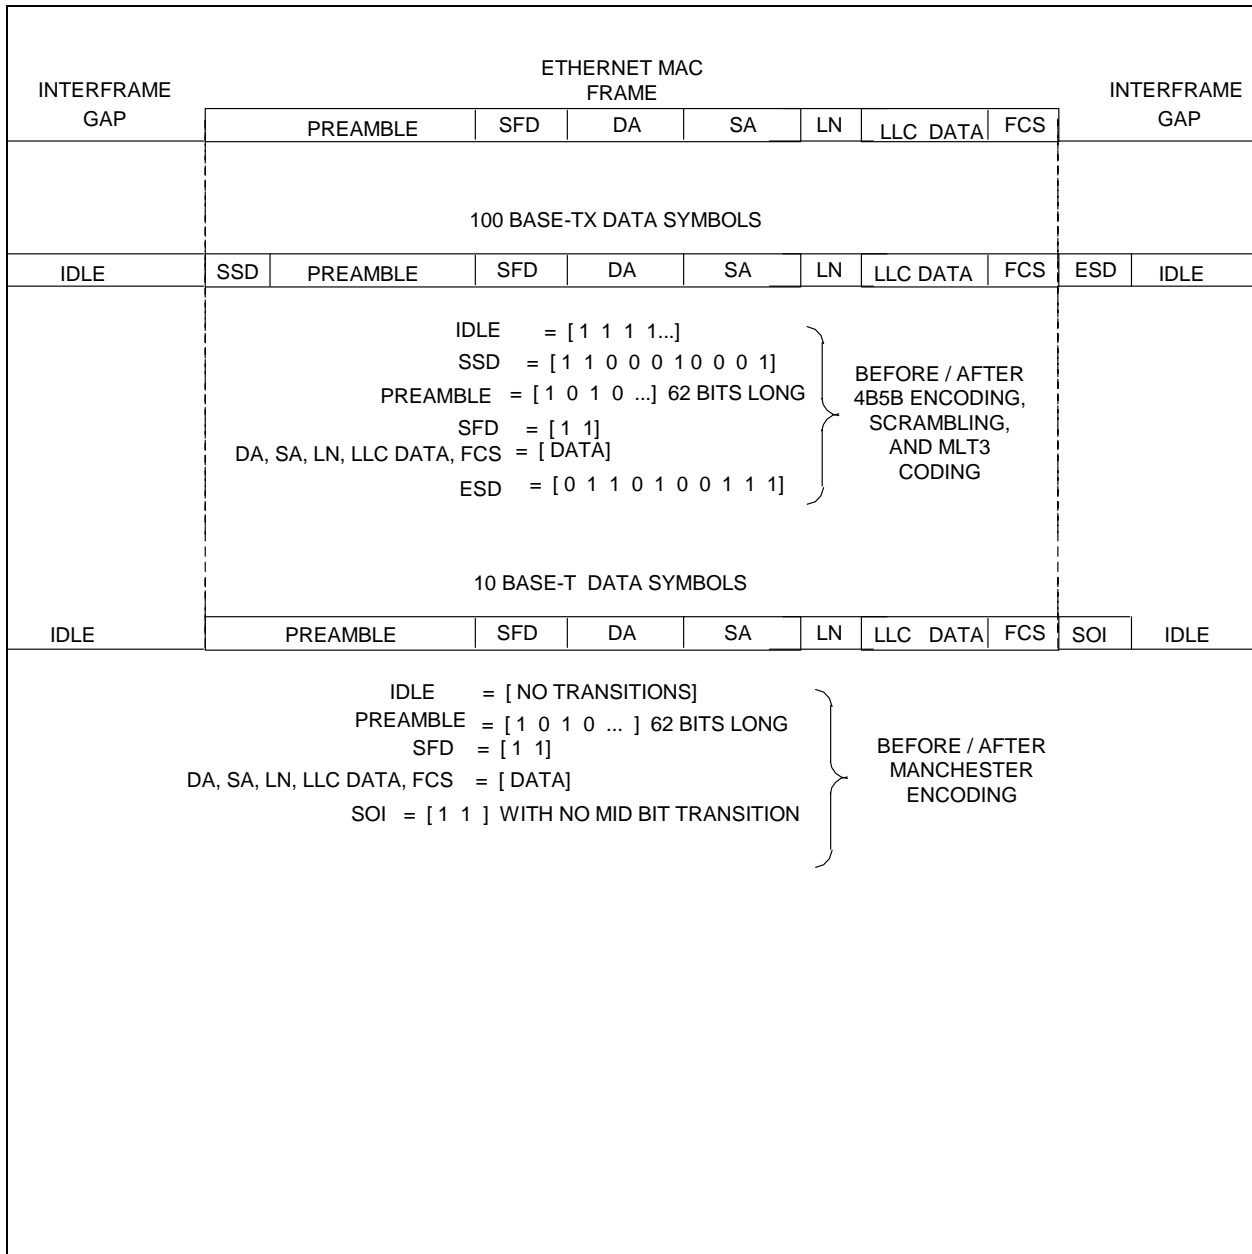 ETHERNET MAC
FRAME
INTERFRAME
GAP
INTERFRAME
GAP
PREAMBLE SFD DA SA LN LLC DATA FCS
100 BASE-TX DATA SYMBOLS
IDLE SSD PREAMBLE SFD DA SA LN LLC DATA FCS ESD IDLE
IDLE = [ 1 1 1 1...]
SSD = [ 1 1 0 0 0 1 0 0 0 1]
PREAMBLE = [ 1 0 1 0 ...] 62 BITS LONG
SFD = [ 1 1]
DA, SA, LN, LLC DATA, FCS = [ DATA]
ESD = [ 0 1 1 0 1 0 0 1 1 1]
BEFORE / AFTER
4B5B ENCODING,
SCRAMBLING,
AND MLT3
CODING
10 BASE-T DATA SYMBOLS
IDLE PREAMBLE SFD DA SA LN LLC DATA FCS SOI IDLE
IDLE = [ NO TRANSITIONS]
PREAMBLE = [ 1 0 1 0 ... ] 62 BITS LONG
SFD = [ 1 1]
DA, SA, LN, LLC DATA, FCS = [ DATA]
SOI = [ 1 1 ] WITH NO MID BIT TRANSITION
BEFORE / AFTER
MANCHESTER
ENCODING